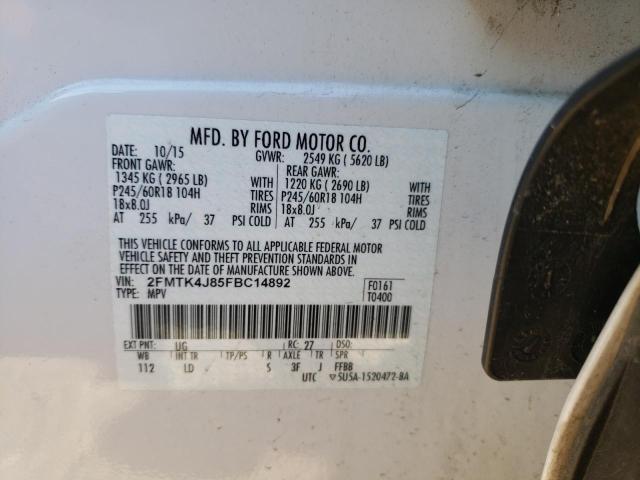 MFD. BY FORD MOTOR CO.
DATE: 10/15 GVWR: 2549 KG ( 5620 LB)
FRONT GAWR: REAR GAWR:
1345 KG ( 2965 LB) WITH 1220 KG ( 2690 LB) WITH
P245/60R18 104H TIRES P245/60R18 104H TIRES
18x8.0J RIMS 18x8.0J RIMS
AT 255 kPa/ 37 PSI COLD AT 255 kPa/ 37 PSI COLD
THIS VEHICLE CONFORMS TO ALL APPLICABLE FEDERAL MOTOR
VEHICLE SAFETY AND THEFT PREVENTION STANDARDS IN
EFFECT ON THE DATE OF MANUFACTURE SHOWN ABOVE.
VIN: 2FMTK4J85FBC14892 F0161
TYPE: MPV T0400
EXT PNT: UG RC: 27 DSO:
WB INT TR TP/PS R AXLE TR SPR
112 LD S 3F J FFBB
UTC ▽5USA-1520472-BA